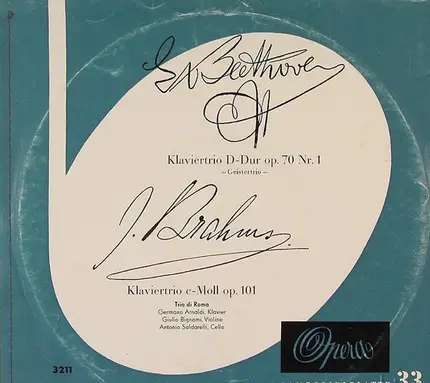 L v Beethoven
Klaviertrio D-Dur op. 70 Nr. 1
– Geistertrio –
J. Brahms.
Klaviertrio c-Moll op. 101
Trio di Roma
Germano Arnaldi, Klavier
Giulio Bignami, Violine
Antonio Saldarelli, Cello
Opera
3211
33